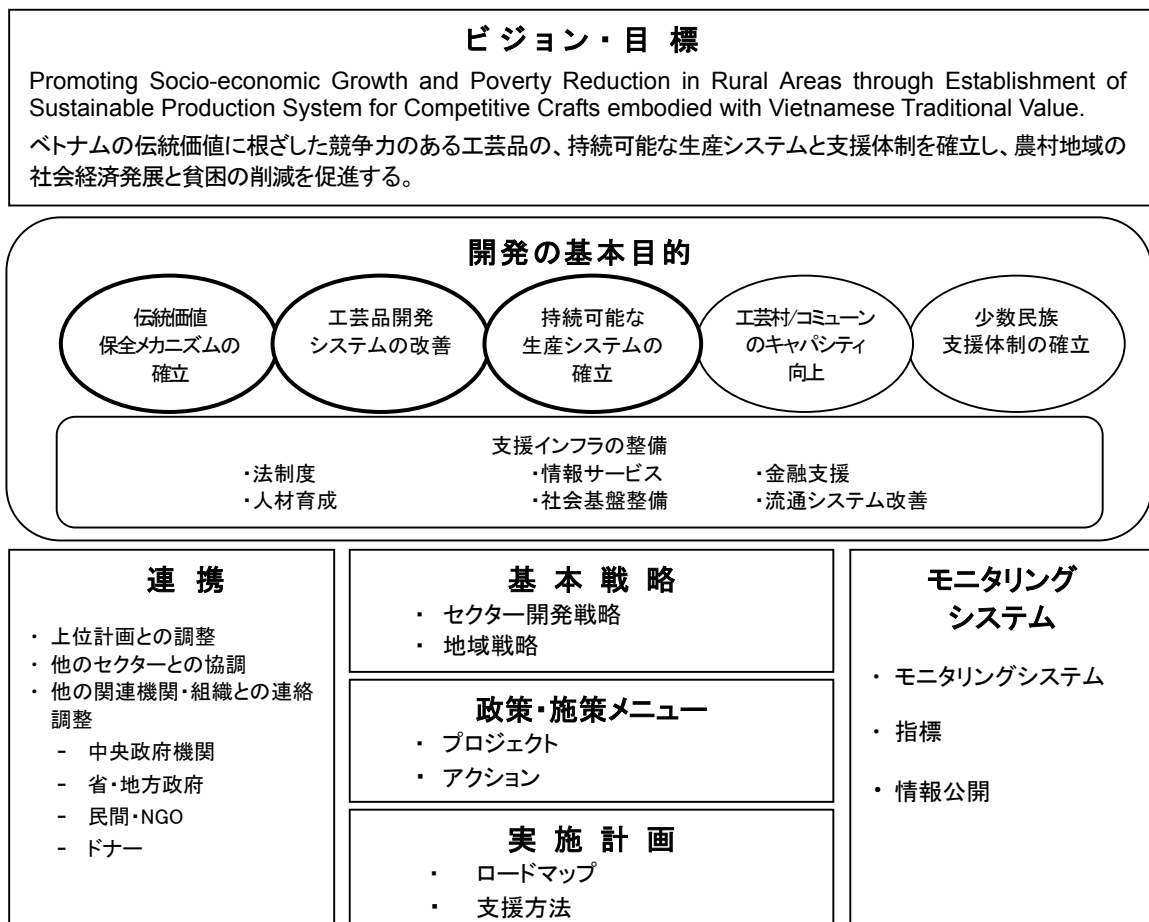 ビジョン・目 標
Promoting Socio-economic Growth and Poverty Reduction in Rural Areas through Establishment of
Sustainable Production System for Competitive Crafts embodied with Vietnamese Traditional Value.
ベトナムの伝統価値に根ざした競争力のある工芸品の、持続可能な生産システムと支援体制を確立し、農村地域の
社会経済発展と貧困の削減を促進する。
開発の基本目的
伝統価値
保全メカニズムの
確立
工芸品開発
システムの改善
持続可能な
生産システムの
確立
工芸村/コミューン
のキャパシティ
向上
少数民族
支援体制の確立
支援インフラの整備
・法制度
・情報サービス
・金融支援
・人材育成
・社会基盤整備
・流通システム改善
連 携
・ 上位計画との調整
・ 他のセクターとの協調
・ 他の関連機関・組織との連絡
調整
- 中央政府機関
- 省・地方政府
- 民間・NGO
- ドナー
基 本 戦 略
・ セクター開発戦略
・ 地域戦略
政策・施策メニュー
・ プロジェクト
・ アクション
実 施 計 画
・ ロードマップ
・ 支援方法
モニタリング
システム
・ モニタリングシステム
・ 指標
・ 情報公開